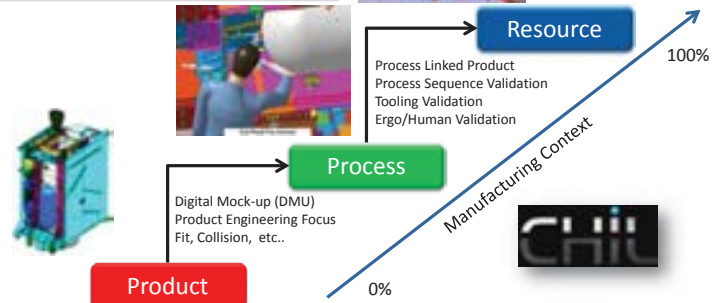 Resource
100%
Process Linked Product
Process Sequence Validation
Tooling Validation
Ergo/Human Validation
Manufacturing Context
Process
Digital Mock-up (DMU)
Product Engineering Focus
Fit, Collision, etc..
CHIL
Product
0%